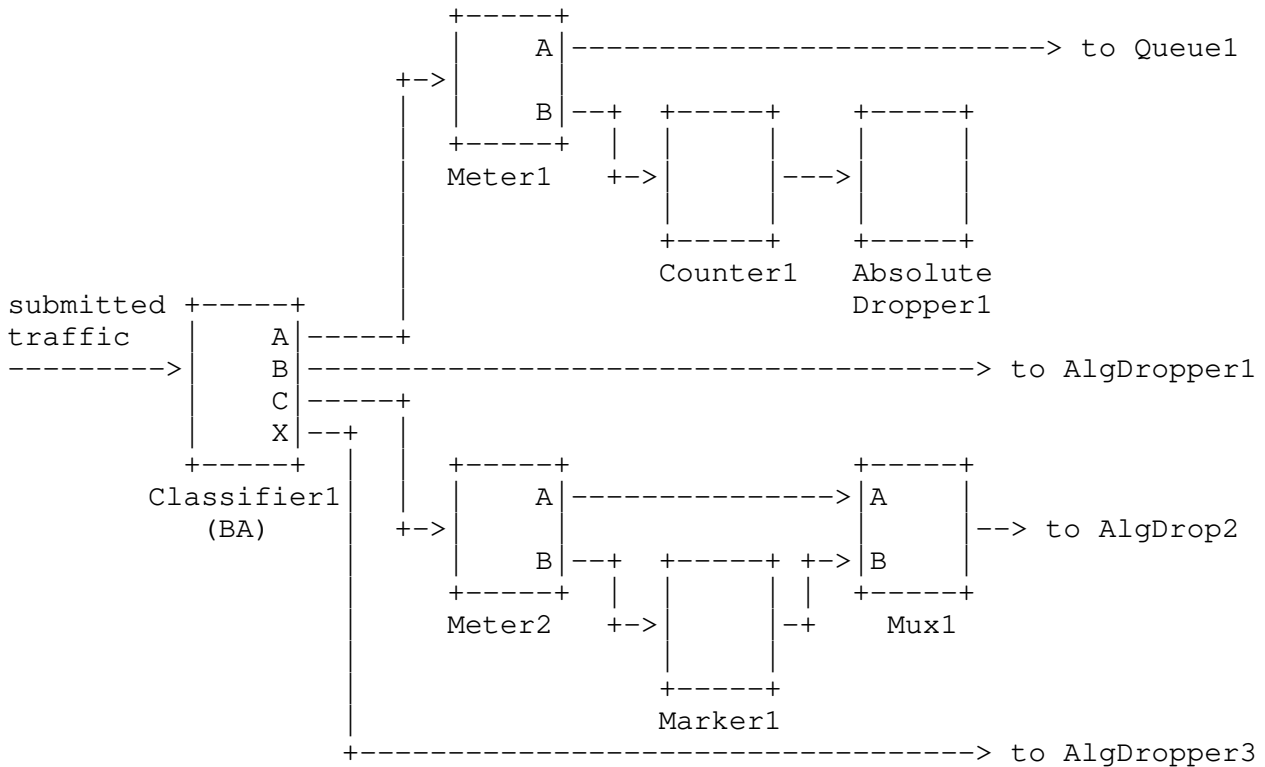 A to Queue1
B
Meter1
Counter1 Absolute
submitted Dropper1
traffic A
B to AlgDropper1
C
X
Classifier1 A A
(BA) to AlgDrop2
B B
Meter2 Mux1
Marker1
to AlgDropper3